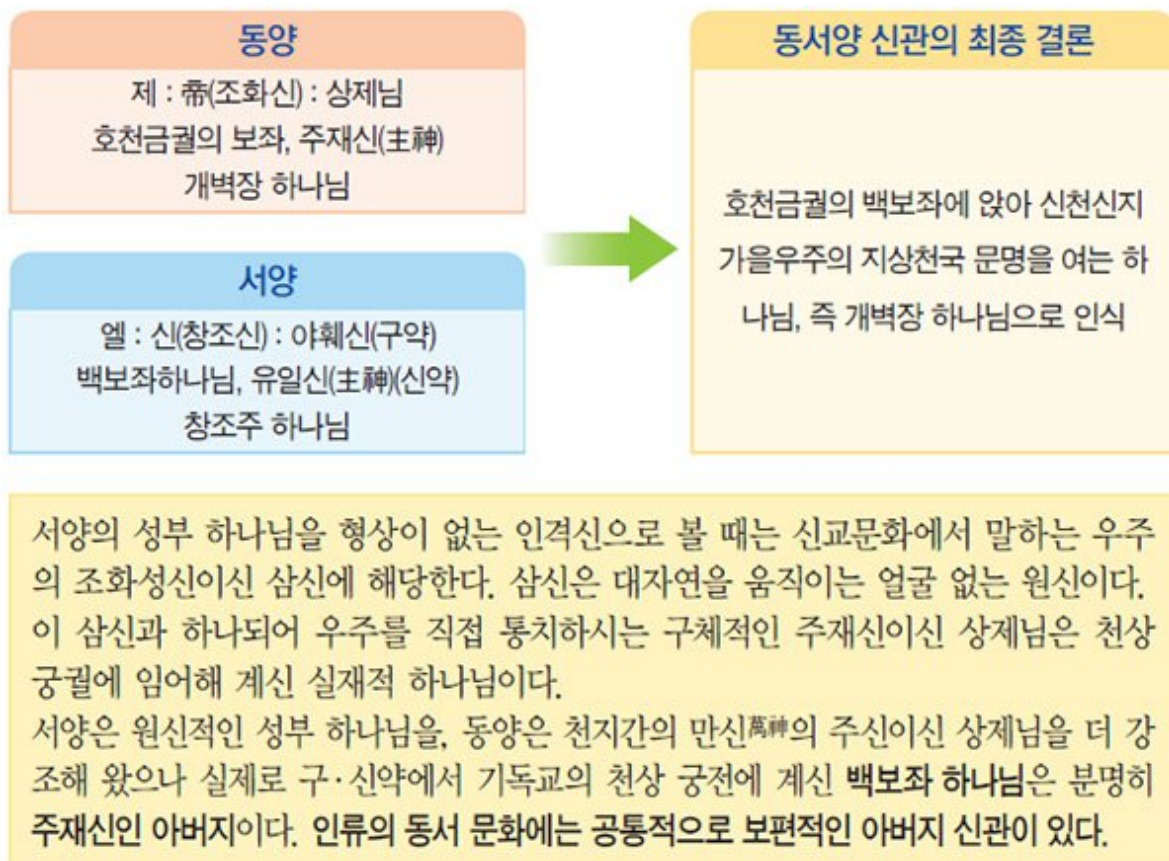 동양
제 : 帝(조화신) : 상제님
호천금궐의 보좌, 주재신(主神)
개벽장 하나님
서양
엘 : 신(창조신) : 야훼신(구약)
백보좌하나님, 유일신(主神)(신약)
창조주 하나님
동서양 신관의 최종 결론
호천금궐의 백보좌에 앉아 신천신지
가을우주의 지상천국 문명을 여는 하
나님, 즉 개벽장 하나님으로 인식
서양의 성부 하나님을 형상이 없는 인격신으로 볼 때는 신교문화에서 말하는 우주
의 조화성신이신 삼신에 해당한다. 삼신은 대자연을 움직이는 얼굴 없는 원신이다.
이 삼신과 하나되어 우주를 직접 통치하시는 구체적인 주재신이신 상제님은 천상
궁궐에 임어해 계신 실재적 하나님이다.
서양은 원신적인 성부 하나님을, 동양은 천지간의 만신萬神의 주신이신 상제님을 더 강
조해 왔으나 실제로 구·신약에서 기독교의 천상 궁전에 계신 백보좌 하나님은 분명히
주재신인 아버지이다. 인류의 동서 문화에는 공통적으로 보편적인 아버지 신관이 있다.